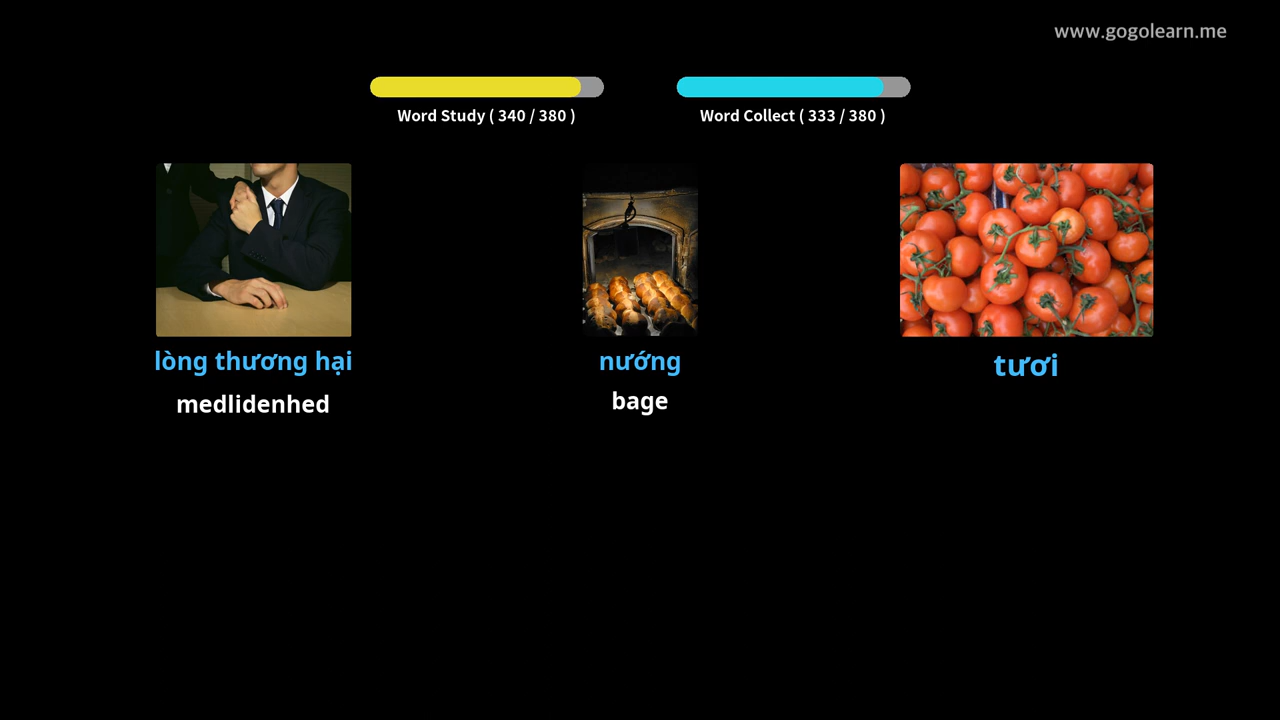 www.gogolearn.me
Word Study ( 340 / 380 )
Word Collect ( 333 / 380 )
lòng thương hại
medlidenhed
nướng
bage
tươi